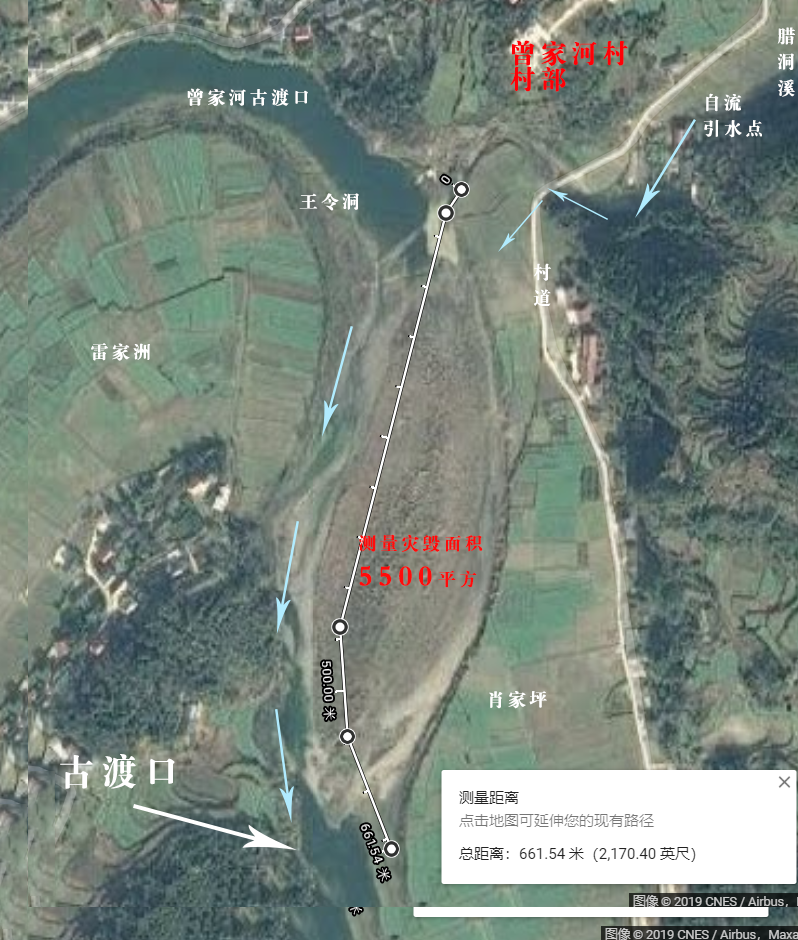 曾家河村
村部
腊
洞
溪
曾家河古渡口
自流
引水点
0
王令洞
村
道
雷家洲
测量灾毁面积
5500平方
500.00 米
肖家坪
古渡口
661.54 米
测量距离
点击地图可延伸您的现有路径
总距离：661.54 米（2,170.40 英尺）
图像 © 2019 CNES / Airbus，
米
图像 © 2019 CNES / Airbus，Maxa